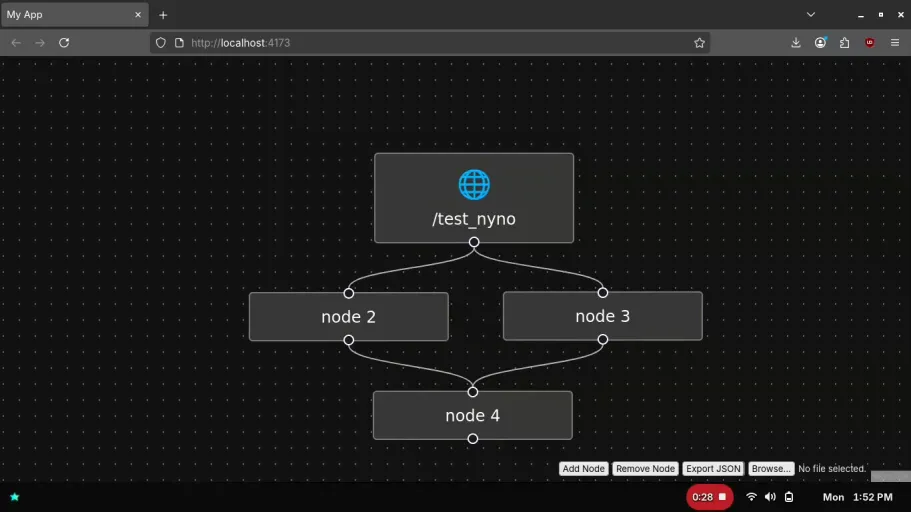 My App
http://localhost:4173
/test_nyno
node 2
node 3
node 4
Add Node Remove Node Export JSON Browse... No file selected.
0:28 Mon 1:52 PM